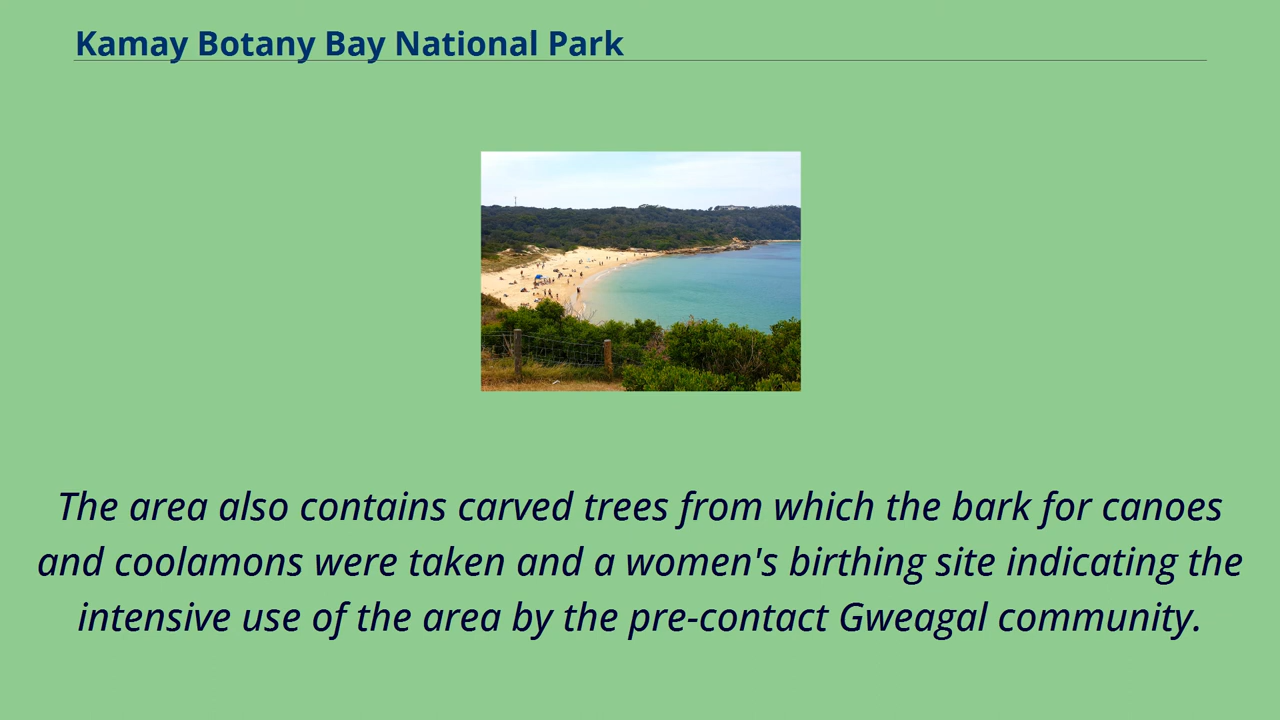 Kamay Botany Bay National Park
The area also contains carved trees from which the bark for canoes
and coolamons were taken and a women's birthing site indicating the
intensive use of the area by the pre-contact Gweagal community.